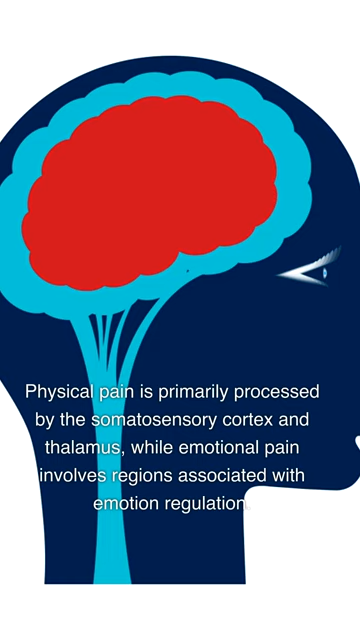 Physical pain is primarily processed
by the somatosensory cortex and
thalamus, while emotional pain
involves regions associated with
emotion regulation.